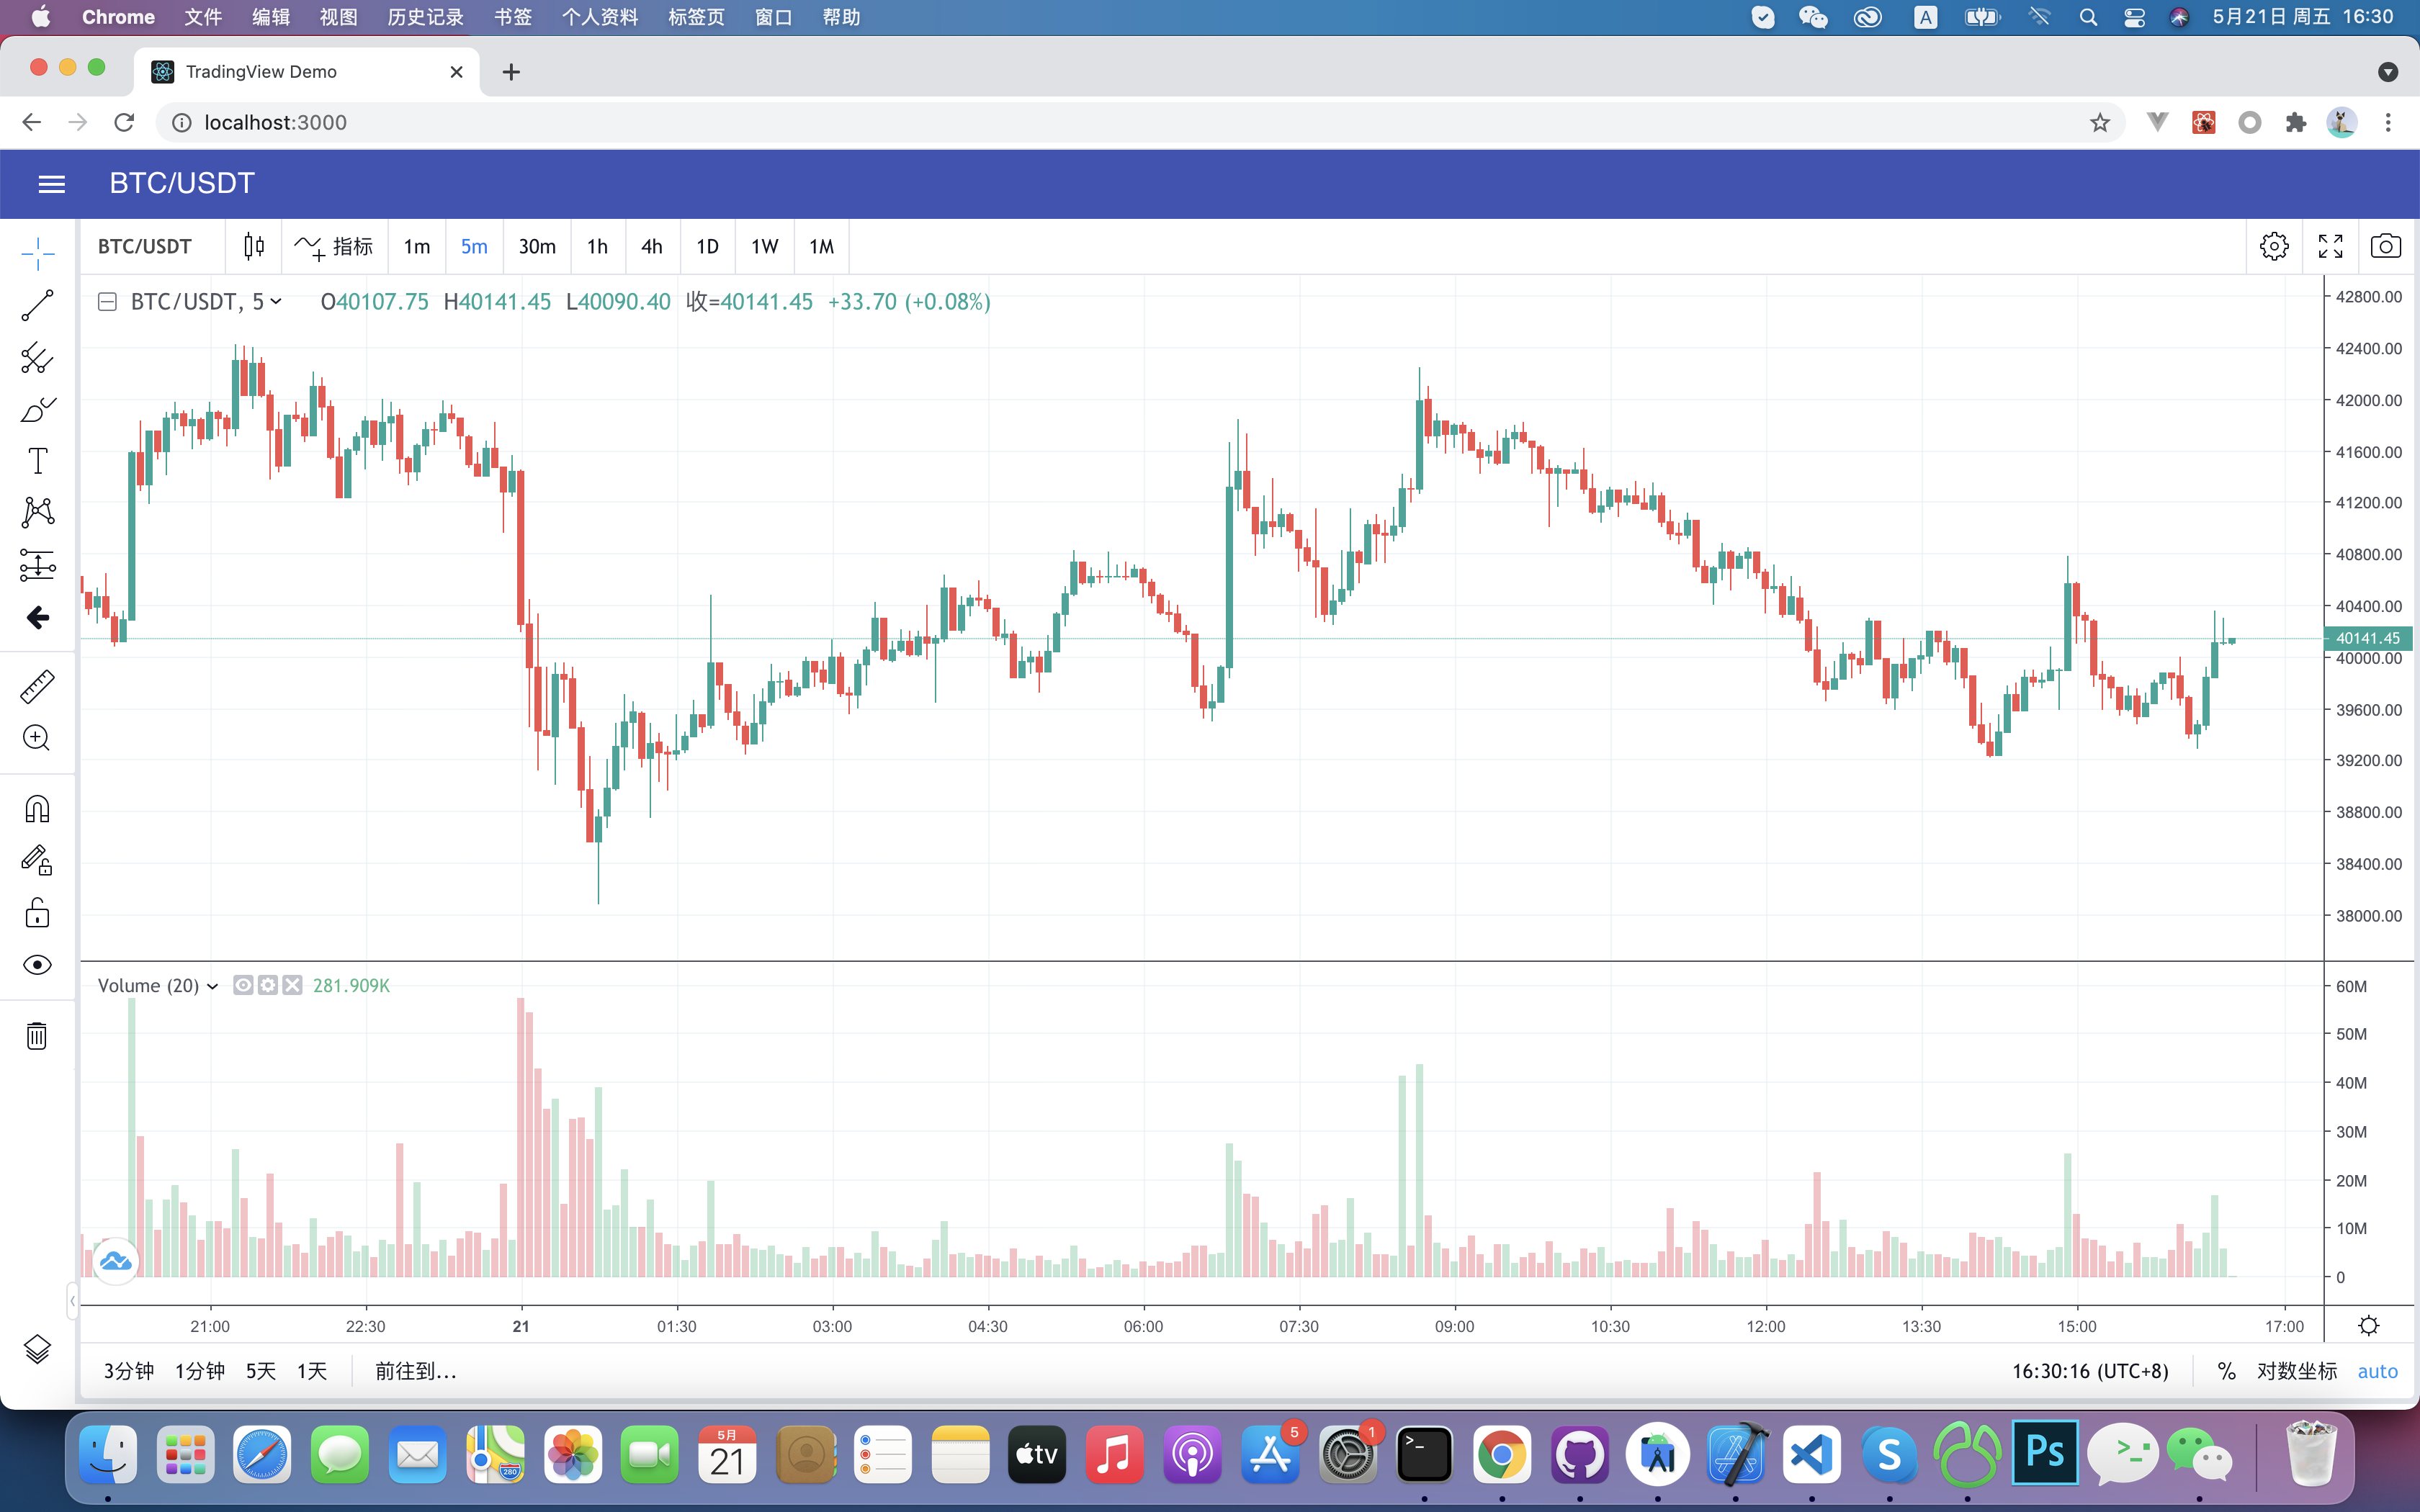 Chrome 文件 编辑 视图 历史记录 书签 个人资料 标签页 窗口 帮助 A 5月21日 周五 16:30
TradingView Demo
localhost:3000
BTC/USDT
BTC/USDT 指标 1m 5m 30m 1h 4h 1D 1W 1M
BTC/USDT, 5 O40107.75 H40141.45 L40090.40 收=40141.45 +33.70 (+0.08%)
42800.00
42400.00
42000.00
41600.00
41200.00
40800.00
40400.00
40141.45
40000.00
39600.00
39200.00
38800.00
38400.00
38000.00
Volume (20) 281.909K
60M
50M
40M
30M
20M
10M
0
21:00 22:30 21 01:30 03:00 04:30 06:00 07:30 09:00 10:30 12:00 13:30 15:00 17:00
3分钟 1分钟 5天 1天 前往到... 16:30:16 (UTC+8) % 对数坐标 auto
5月
21
280
tv
5
1
>_
S
Ps